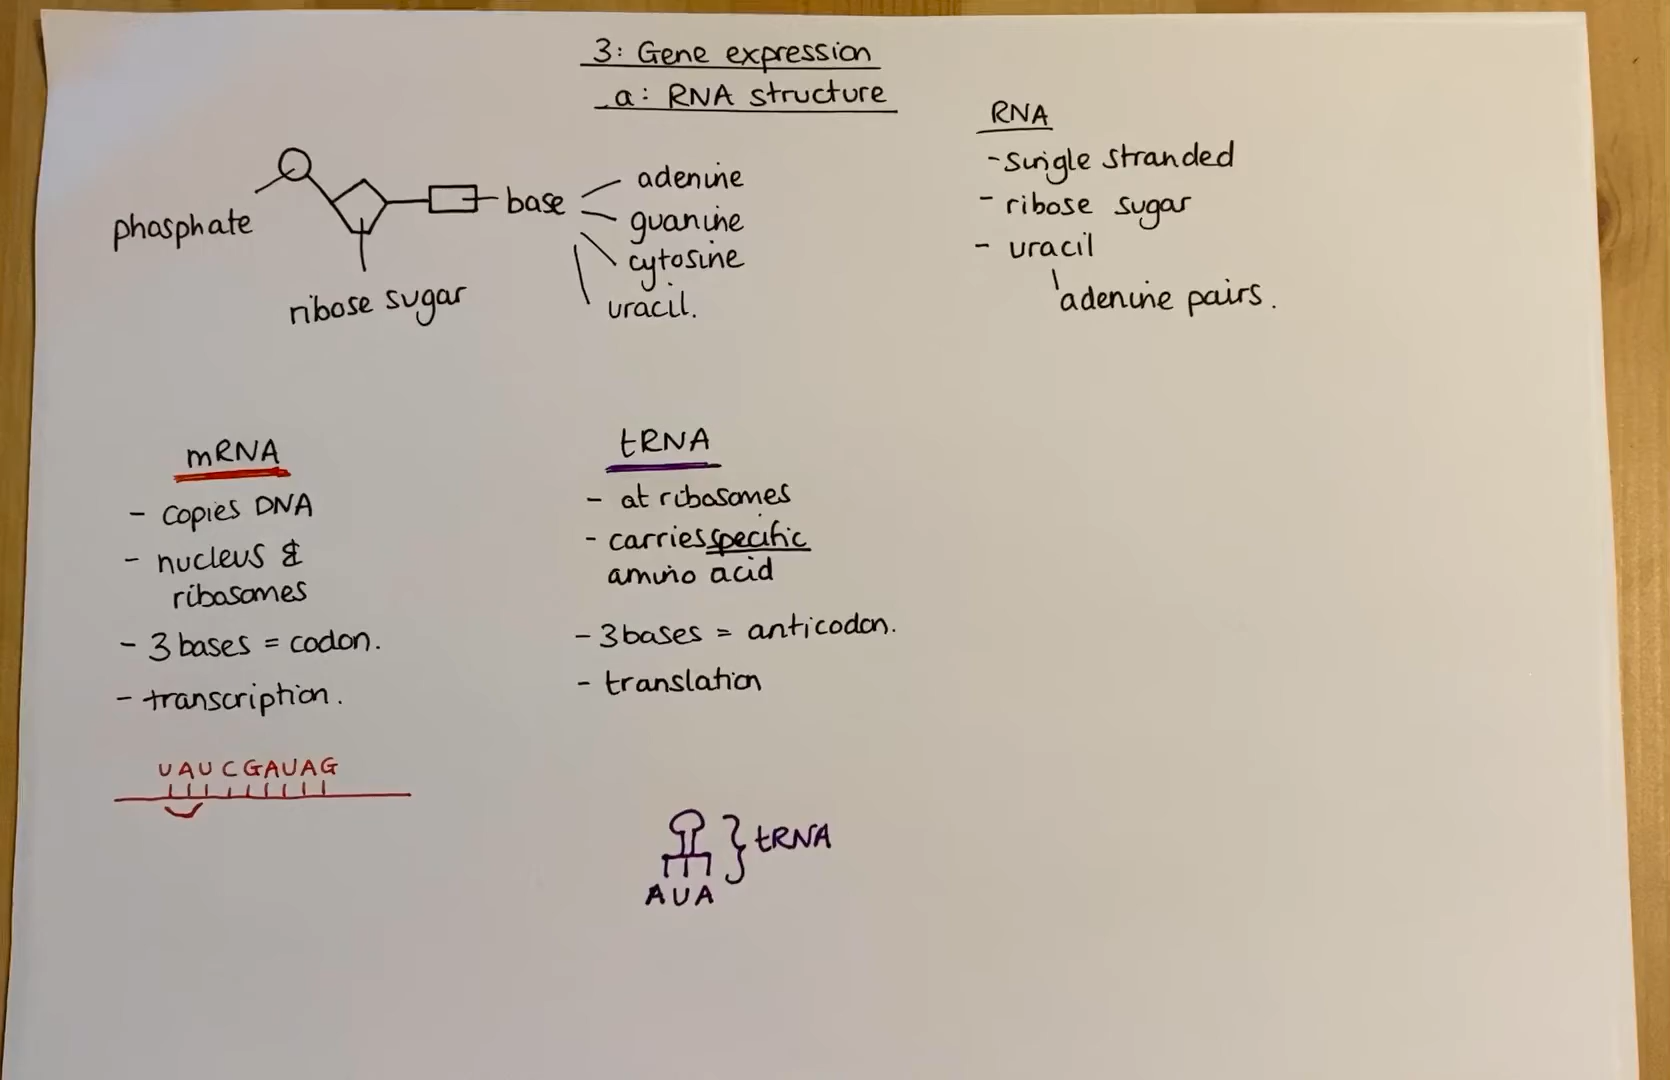 3: Gene expression
a: RNA structure
phosphate
ribose sugar
base
adenine
guanine
cytosine
uracil.
RNA
- single stranded
- ribose sugar
- uracil
adenine pairs.
mRNA
- copies DNA
- nucleus &
ribosomes
- 3 bases = codon.
- transcription.
UAUCGAUAG
tRNA
- at ribosomes
- carries specific
amino acid
- 3 bases = anticodon.
- translation
} tRNA
AUA